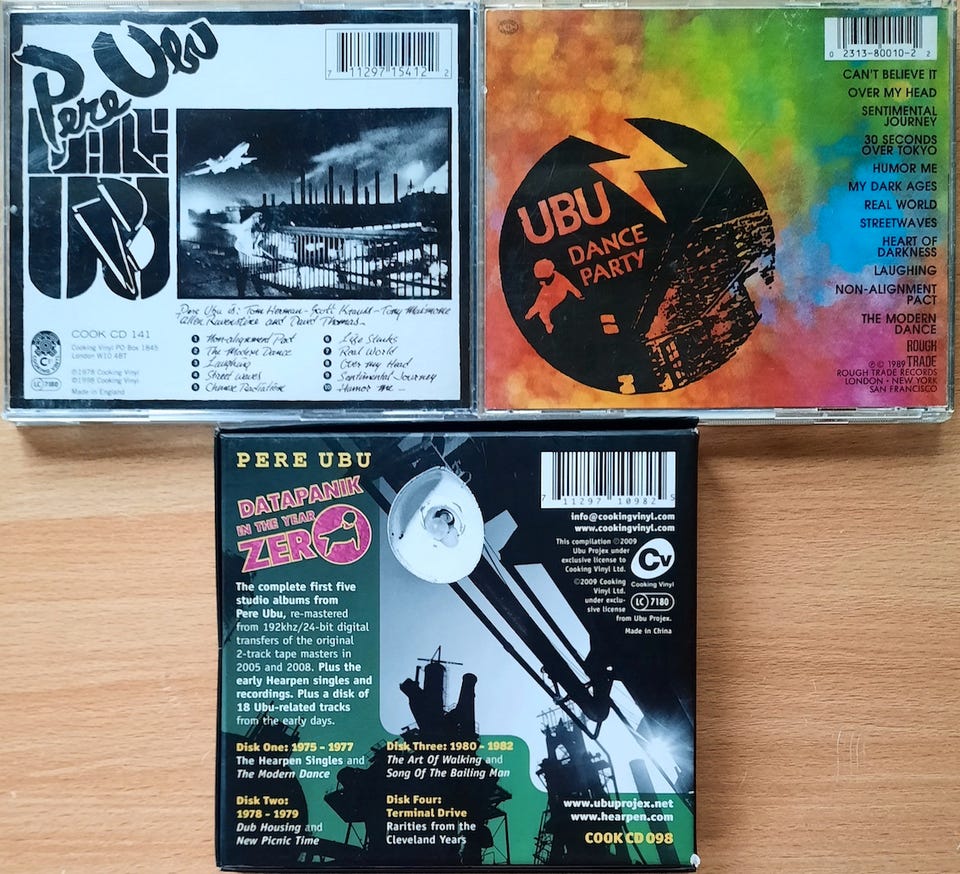 Pere Ubu
UBU
7 11297 15412 2
Pere Ubu is: Tom Herman - Scott Krauss - Tony Maimone
Allen Ravenstine and David Thomas
COOK CD 141
Cooking Vinyl PO Box 1845
London W10 4BT
℗1978 Cooking Vinyl
©1998 Cooking Vinyl
Made in England
LC 7180
1 Non-alignment Pact
2 The Modern Dance
3 Laughing
4 Street waves
5 Chinese Radiation
6 Life Stinks
7 Real World
8 Over my Head
9 Sentimental Journey
10 Humor Me
0 2313-80010-2 2
CAN'T BELIEVE IT
OVER MY HEAD
SENTIMENTAL
JOURNEY
30 SECONDS
OVER TOKYO
HUMOR ME
MY DARK AGES
REAL WORLD
STREETWAVES
HEART OF
DARKNESS
LAUGHING
NON-ALIGNMENT
PACT
THE MODERN
DANCE
ROUGH
TRADE
℗© 1989
ROUGH TRADE RECORDS
LONDON • NEW YORK
SAN FRANCISCO
UBU
DANCE
PARTY
PERE UBU
DATAPANIK
IN THE YEAR
ZERO
The complete first five
studio albums from
Pere Ubu, re-mastered
from 192khz/24-bit digital
transfers of the original
2-track tape masters in
2005 and 2008. Plus the
early Hearpen singles and
recordings. Plus a disk of
18 Ubu-related tracks
from the early days.
Disk One: 1975 - 1977
The Hearpen Singles and
The Modern Dance
Disk Two:
1978 - 1979
Dub Housing and
New Picnic Time
Disk Three: 1980 - 1982
The Art Of Walking and
Song Of The Bailing Man
Disk Four:
Terminal Drive
Rarities from the
Cleveland Years
7 11297 10982 5
info@cookingvinyl.com
www.cookingvinyl.com
This compilation ℗2009
Ubu Projex under
exclusive license to
Cooking Vinyl Ltd.
©2009 Cooking
Vinyl Ltd.
under exclu-
sive license
from Ubu Projex.
Made in China
Cv
Cooking Vinyl
LC 7180
www.ubuprojex.net
www.hearpen.com
COOK CD 098